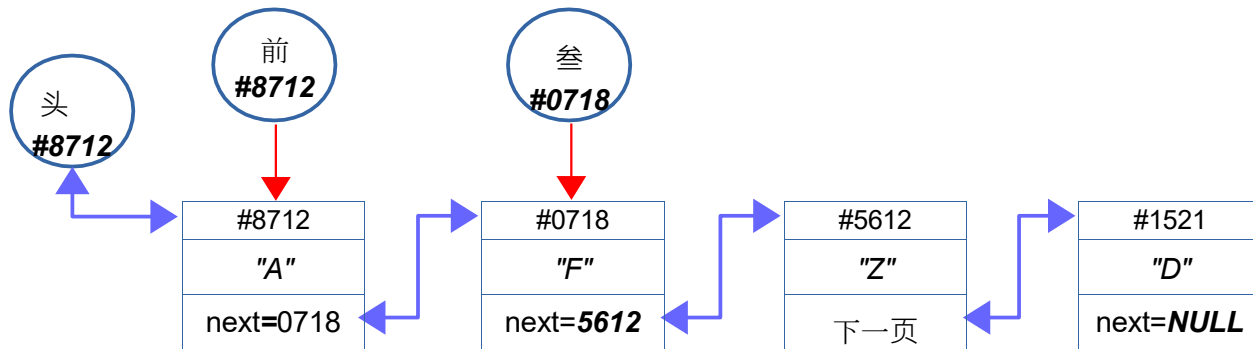 前
#8712
叁
#0718
头
#8712
#8712
"A"
next=0718
#0718
"F"
next=5612
#5612
"Z"
下一页
#1521
"D"
next=NULL